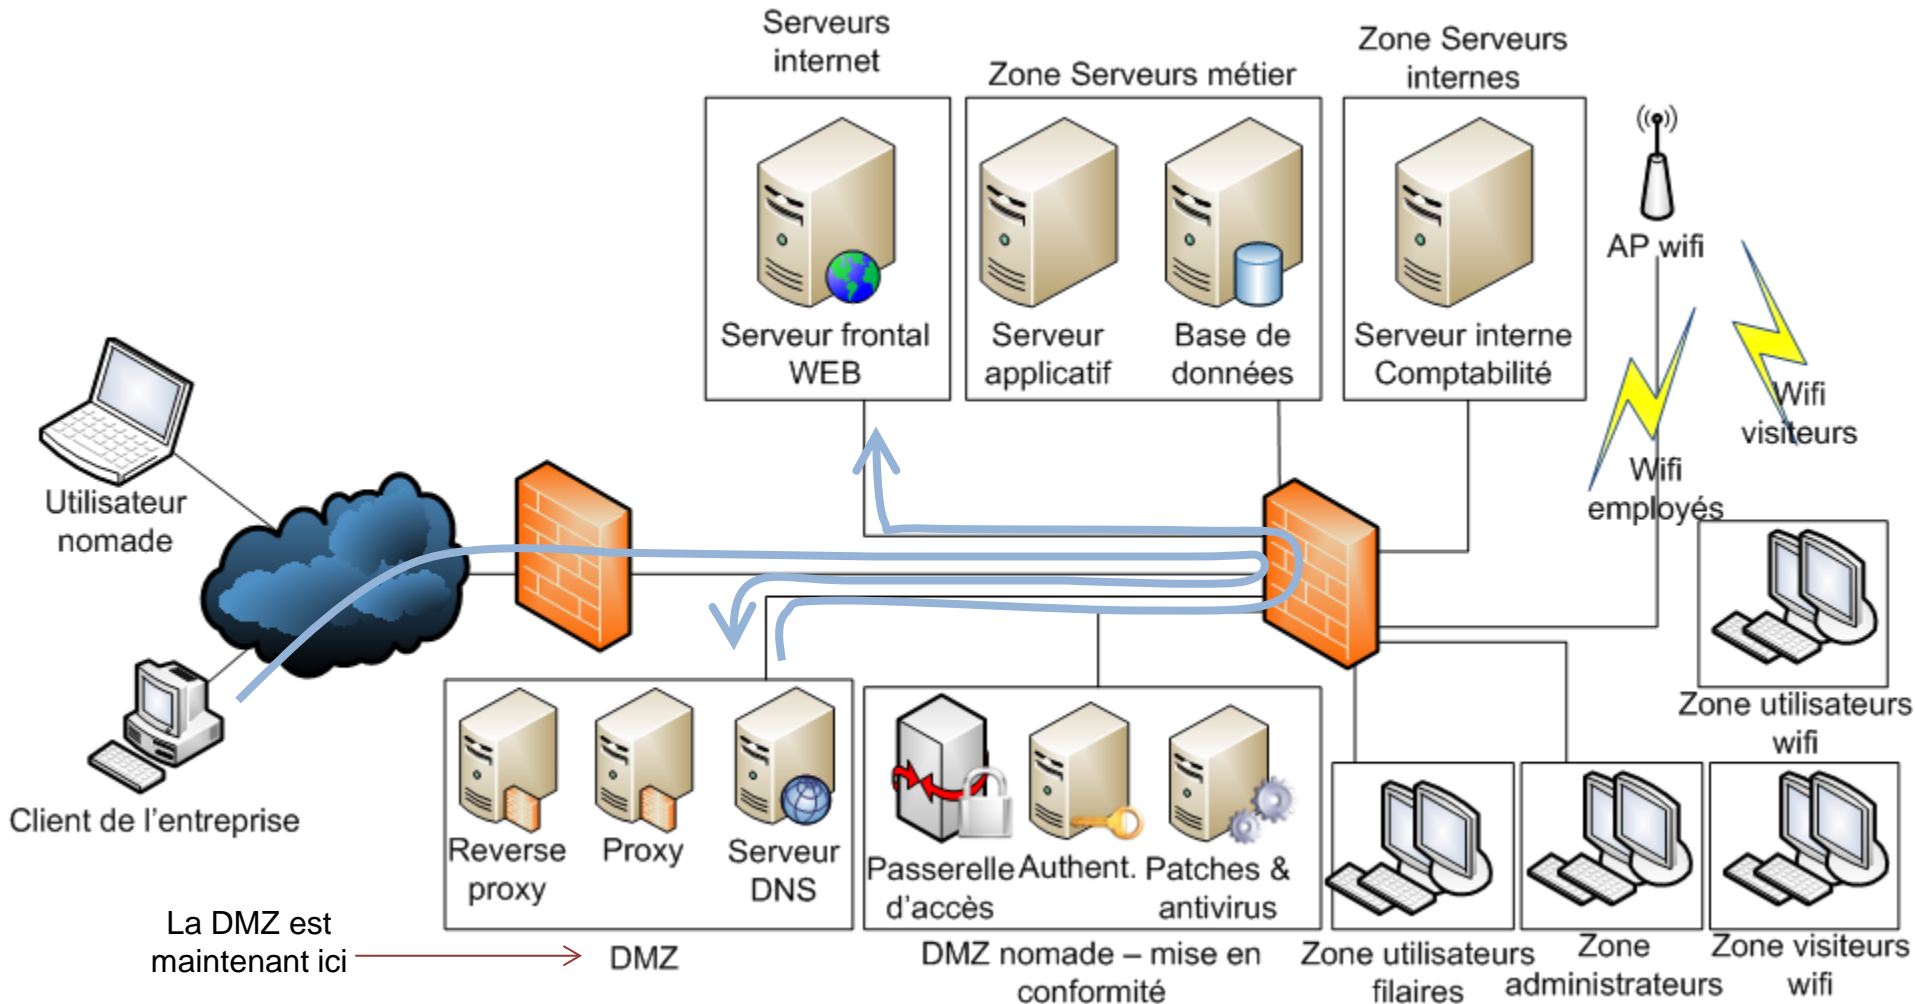 Serveurs
internet
Zone Serveurs métier
Zone Serveurs
internes
Serveur frontal
WEB
Serveur
applicatif
Base de
données
Serveur interne
Comptabilité
AP wifi
Wifi
visiteurs
Wifi
employés
Utilisateur
nomade
Client de l'entreprise
Reverse
proxy
Proxy
Serveur
DNS
Passerelle
d'accès
Authent.
Patches &
antivirus
Zone utilisateurs
wifi
La DMZ est
maintenant ici
DMZ
DMZ nomade – mise en
conformité
Zone utilisateurs
filaires
Zone
administrateurs
Zone visiteurs
wifi